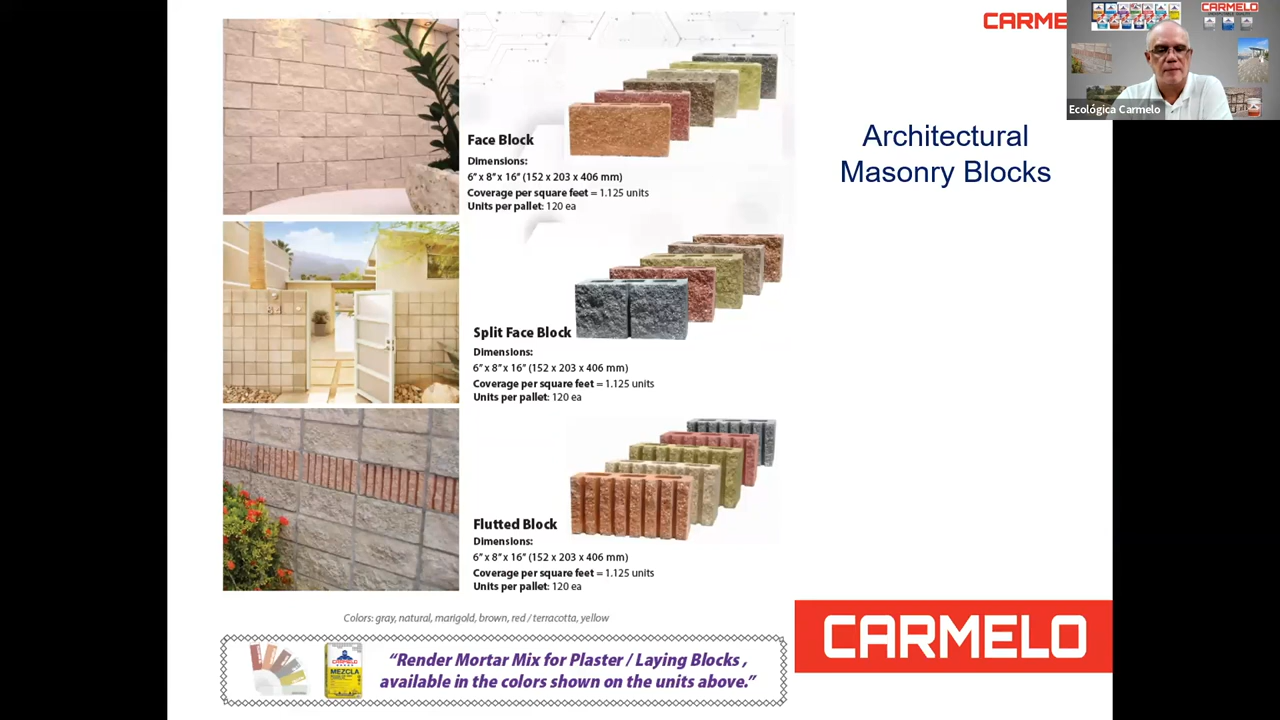 CARME
CARMELO
Ecológica Carmelo
Architectural
Masonry Blocks
Face Block
Dimensions:
6” x 8” x 16” (152 x 203 x 406 mm)
Coverage per square feet = 1.125 units
Units per pallet: 120 ea
Split Face Block
Dimensions:
6” x 8” x 16” (152 x 203 x 406 mm)
Coverage per square feet = 1.125 units
Units per pallet: 120 ea
Flutted Block
Dimensions:
6” x 8” x 16” (152 x 203 x 406 mm)
Coverage per square feet = 1.125 units
Units per pallet: 120 ea
Colors: gray, natural, marigold, brown, red / terracotta, yellow
CARMELO
MEZCLA
“Render Mortar Mix for Plaster / Laying Blocks ,
available in the colors shown on the units above.”
CARMELO